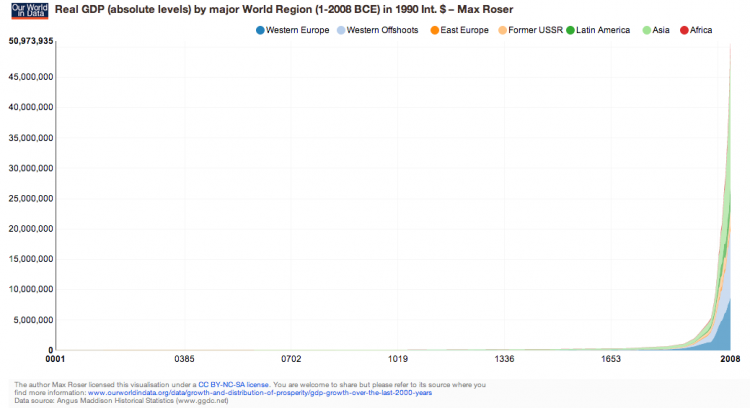 Our World
in Data
Real GDP (absolute levels) by major World Region (1-2008 BCE) in 1990 Int. $ – Max Roser
Western Europe Western Offshoots East Europe Former USSR Latin America Asia Africa
50,973,935
45,000,000
40,000,000
35,000,000
30,000,000
25,000,000
20,000,000
15,000,000
10,000,000
5,000,000
0
0001 0385 0702 1019 1336 1653 2008
The author Max Roser licensed this visualisation under a CC BY-NC-SA license. You are welcome to share but please refer to its source where you
find more information: www.ourworldindata.org/data/growth-and-distribution-of-prosperity/gdp-growth-over-the-last-2000-years
Data source: Angus Maddison Historical Statistics (www.ggdc.net)